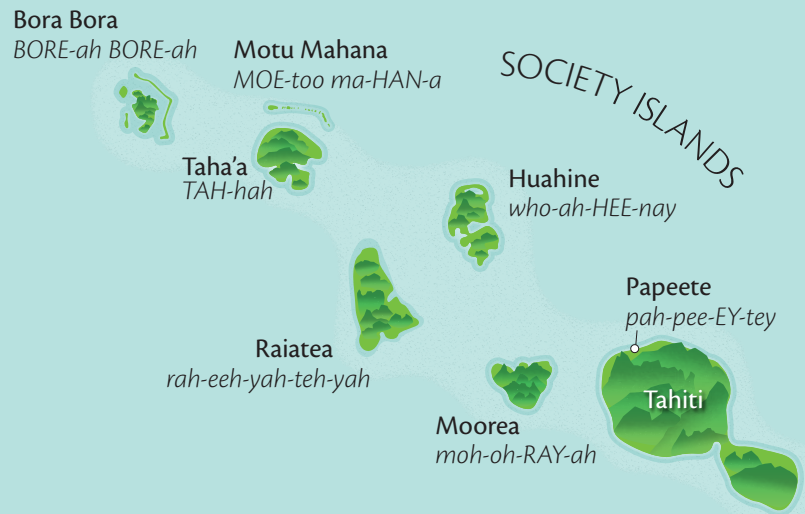 Bora Bora
BORE-ah BORE-ah
Motu Mahana
MOE-too ma-HAN-a
SOCIETY ISLANDS
Taha'a
TAH-hah
Huahine
who-ah-HEE-nay
Papeete
pah-pee-EY-tey
Raiatea
rah-eeh-yah-teh-yah
Tahiti
Moorea
moh-oh-RAY-ah